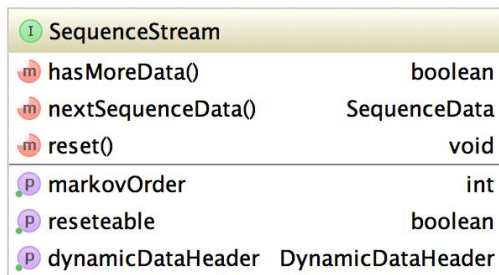 I SequenceStream
m hasMoreData() boolean
m nextSequenceData() SequenceData
m reset() void
p markovOrder int
p reseteable boolean
p dynamicDataHeader DynamicDataHeader